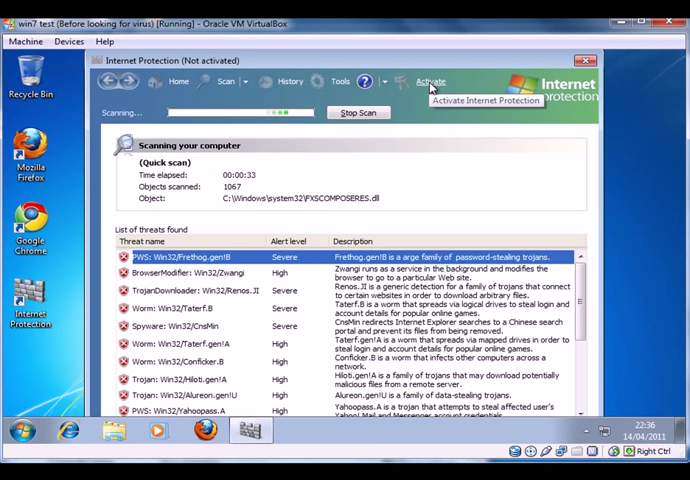 win7 test (Before looking for virus) [Running] - Oracle VM VirtualBox
Machine Devices Help
Recycle Bin
Mozilla Firefox
Google Chrome
Internet Protection
Internet Protection (Not activated)
Home Scan History Tools ? Activate
Activate Internet Protection
Internet protection
Scanning... Stop Scan
Scanning your computer
(Quick scan)
Time elapsed: 00:00:33
Objects scanned: 1067
Object: C:\Windows\system32\FXSCOMPOSERES.dll
List of threats found
Threat name Alert level Description
PWS: Win32/Frethog.gen!B Severe Frethog.gen!B is a arge family of password-stealing trojans.
BrowserModifier: Win32/Zwangi High Zwangi runs as a service in the background and modifies the
browser to go to a particular Web site.
TrojanDownloader: Win32/Renos.JI Severe Renos.JI is a generic detection for a family of trojans that connect
to certain websites in order to download arbitrary files.
Worm: Win32/Taterf.B Severe Taterf.B is a worm that spreads via logical drives to steal login and
account details for popular online games.
Spyware: Win32/CnsMin Severe CnsMin redirects Internet Explorer searches to a Chinese search
portal and prevent its files from being removed.
Worm: Win32/Taterf.gen!A High Taterf.gen!A is a worm that spreads via mapped drives in order to
steal login and account details for popular online games.
Worm: Win32/Conficker.B High Conficker.B is a worm that infects other computers across a
network.
Trojan: Win32/Hiloti.gen!A High Hiloti.gen!A is a family of trojans that may download potentially
malicious files from a remote server.
Trojan: Win32/Alureon.gen!U High Alureon.gen!U is a family of data-stealing trojans.
PWS: Win32/Yahoopass.A High Yahoopass.A is a trojan that attempts to steal affected user's
Yahoo! Mail and Messenger account credentials.
22:36
14/04/2011
Right Ctrl